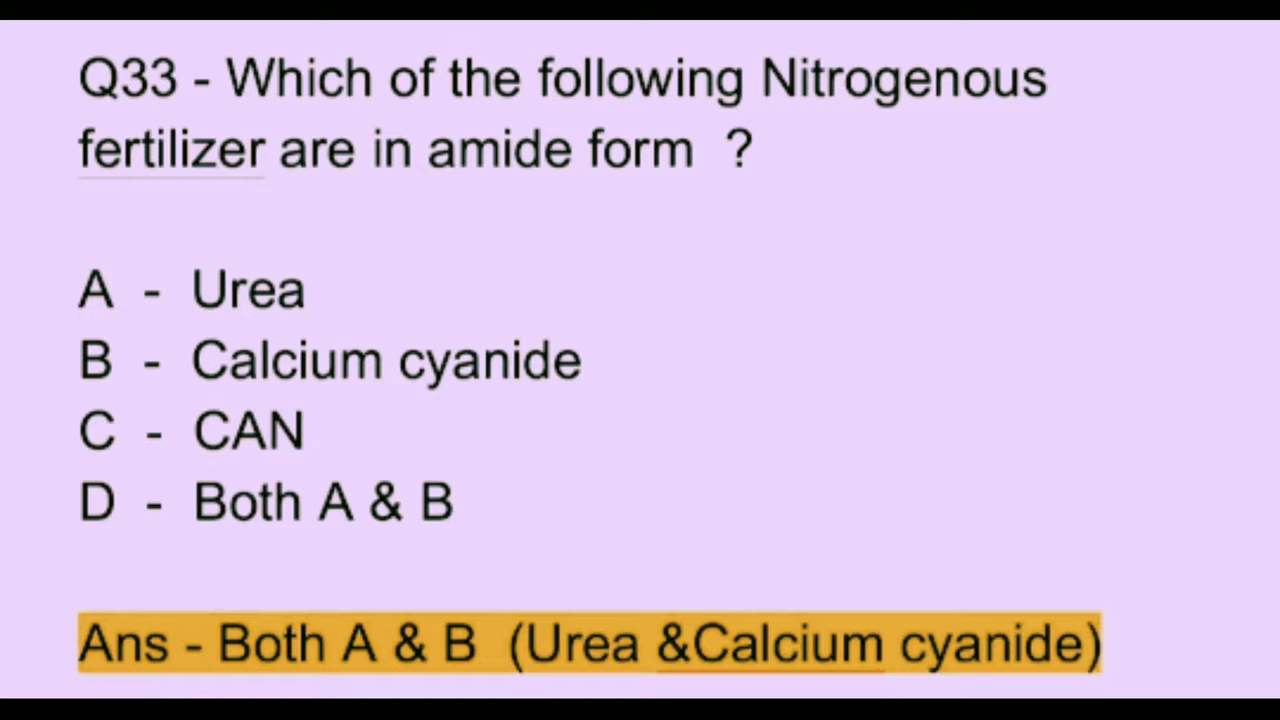 Q33 - Which of the following Nitrogenous
fertilizer are in amide form ?
A - Urea
B - Calcium cyanide
C - CAN
D - Both A & B
Ans - Both A & B (Urea &Calcium cyanide)